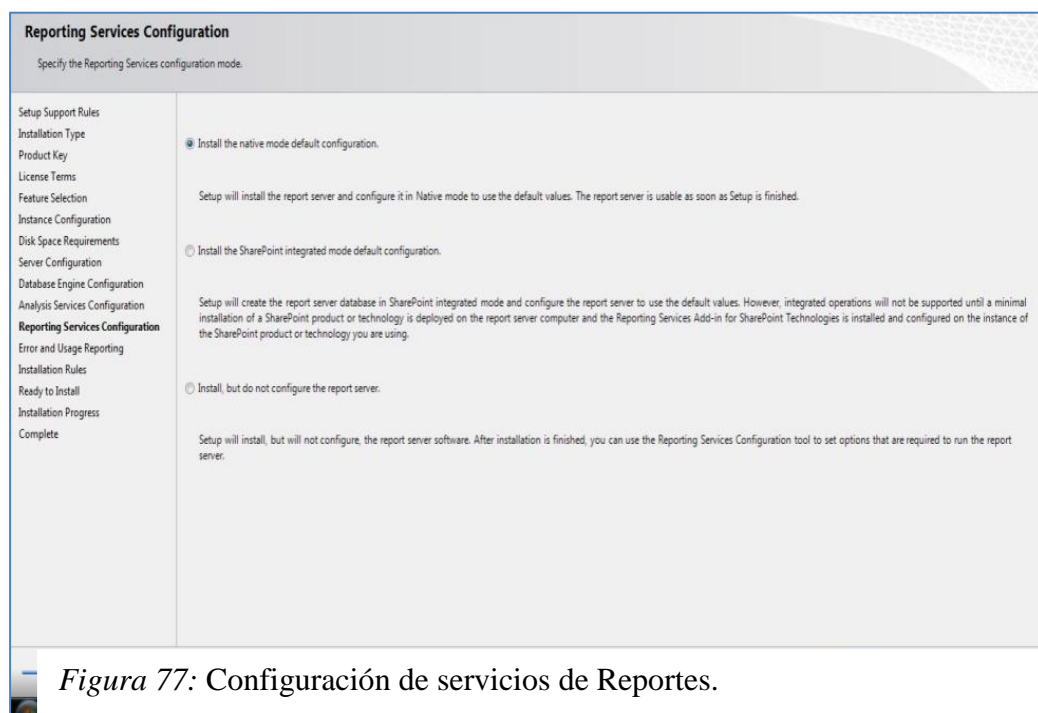 Reporting Services Configuration
Specify the Reporting Services configuration mode.
Setup Support Rules
Installation Type
Product Key
License Terms
Feature Selection
Instance Configuration
Disk Space Requirements
Server Configuration
Database Engine Configuration
Analysis Services Configuration
Reporting Services Configuration
Error and Usage Reporting
Installation Rules
Ready to Install
Installation Progress
Complete
Install the native mode default configuration.
Setup will install the report server and configure it in Native mode to use the default values. The report server is usable as soon as Setup is finished.
Install the SharePoint integrated mode default configuration.
Setup will create the report server database in SharePoint integrated mode and configure the report server to use the default values. However, integrated operations will not be supported until a minimal
installation of a SharePoint product or technology is deployed on the report server computer and the Reporting Services Add-in for SharePoint Technologies is installed and configured on the instance of
the SharePoint product or technology you are using.
Install, but do not configure the report server.
Setup will install, but will not configure, the report server software. After installation is finished, you can use the Reporting Services Configuration tool to set options that are required to run the report
server.
Figura 77: Configuración de servicios de Reportes.